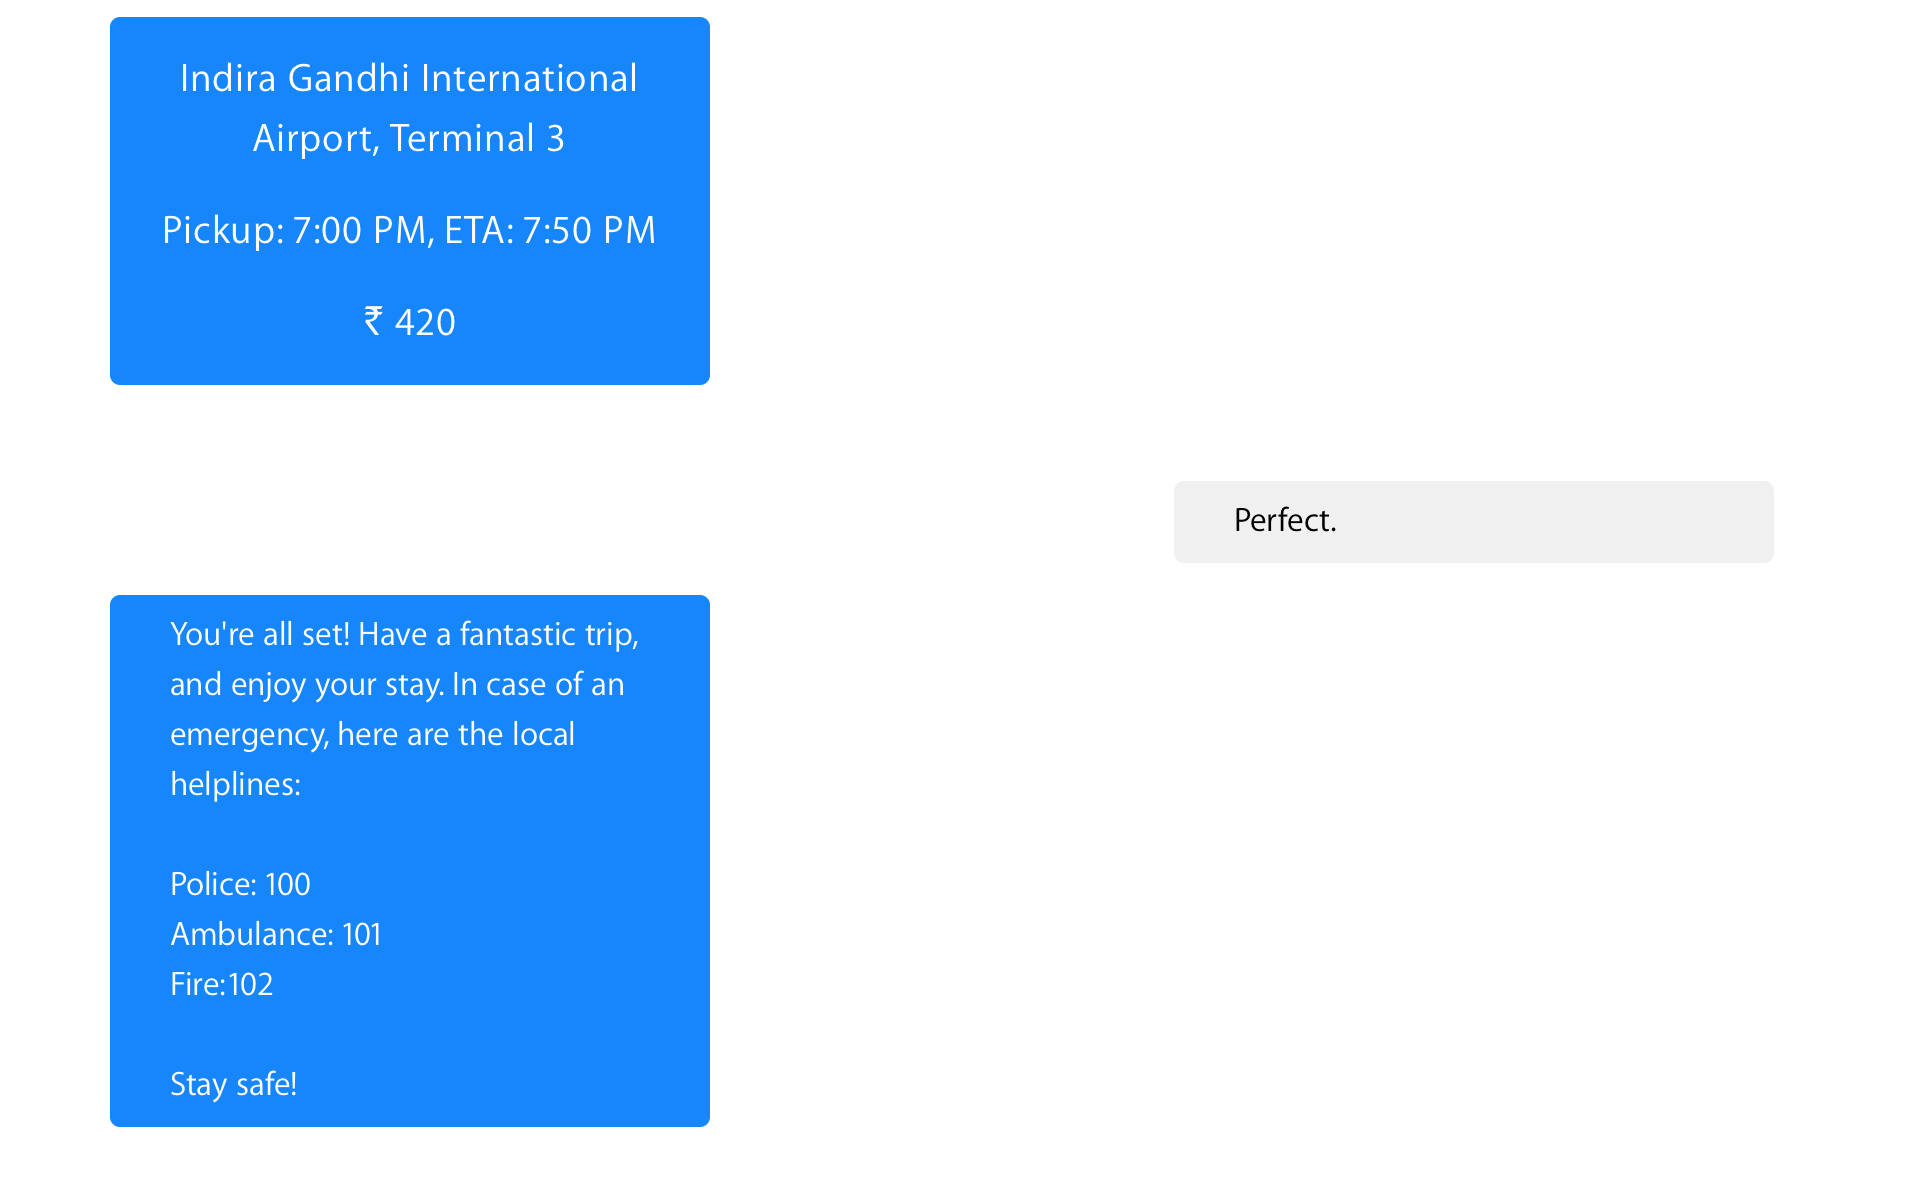 Indira Gandhi International
Airport, Terminal 3
Pickup: 7:00 PM, ETA: 7:50 PM
₹ 420
Perfect.
You're all set! Have a fantastic trip,
and enjoy your stay. In case of an
emergency, here are the local
helplines:
Police: 100
Ambulance: 101
Fire:102
Stay safe!